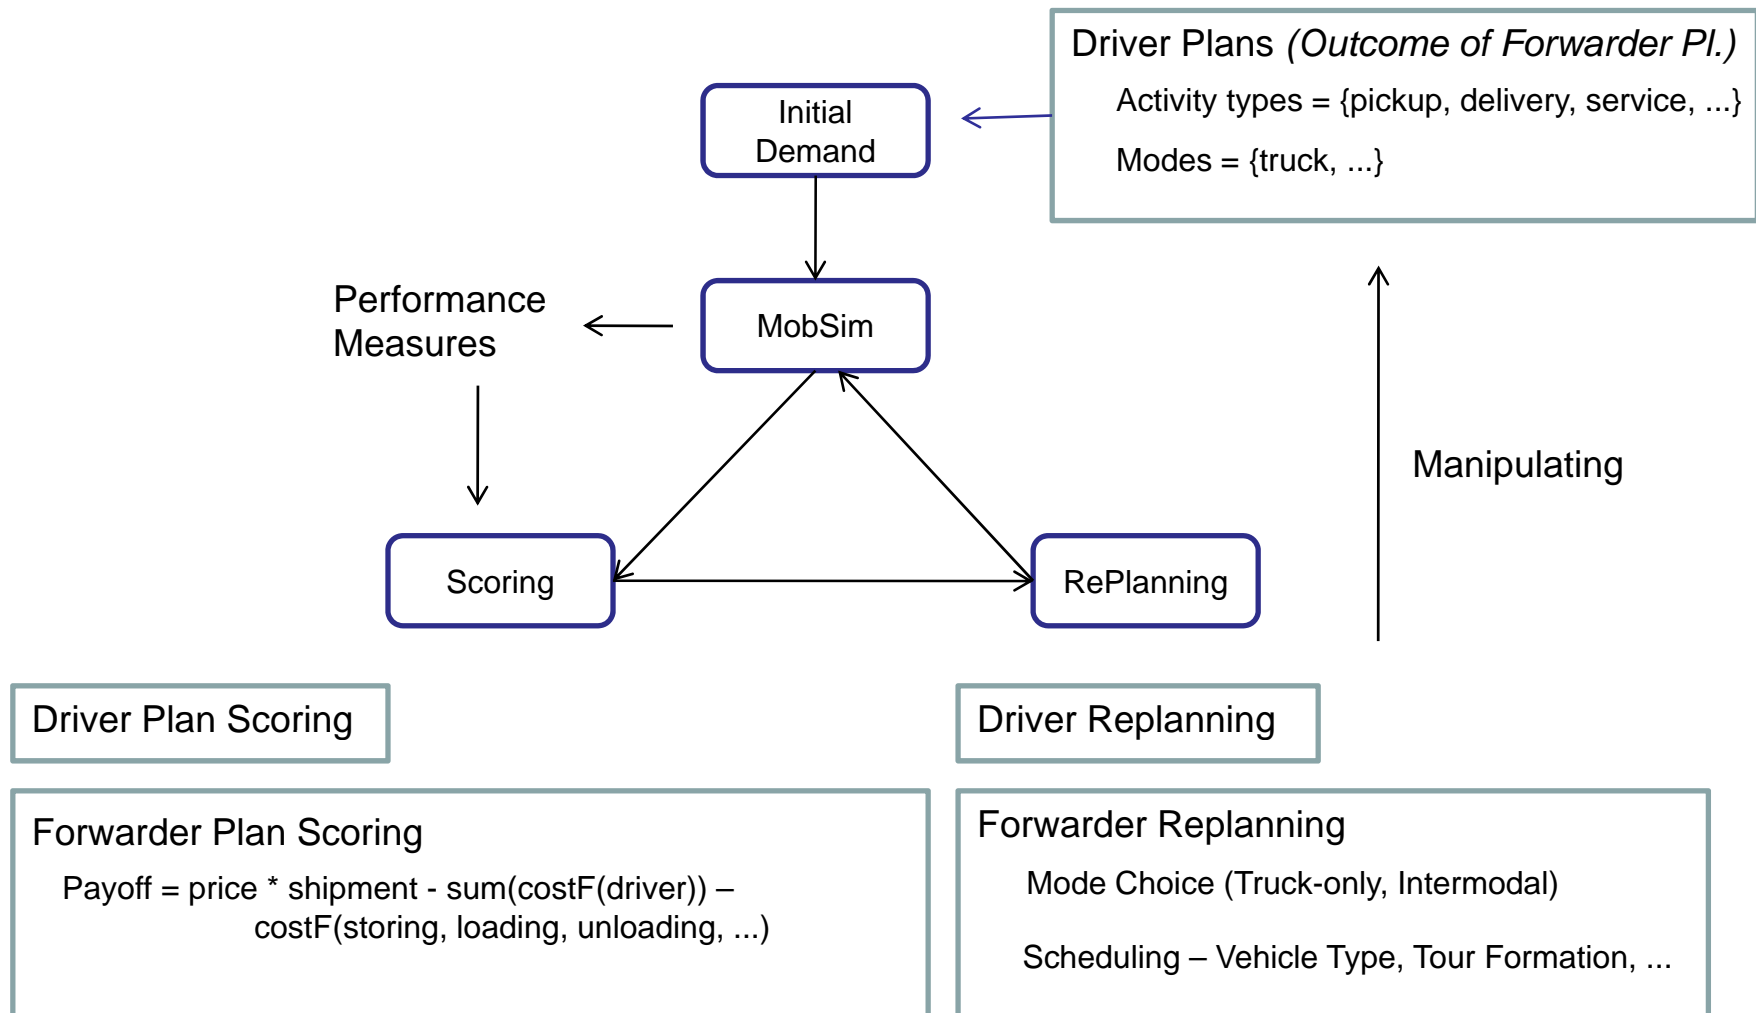 Driver Plans (Outcome of Forwarder Pl.)
Activity types = {pickup, delivery, service, ...}
Modes = {truck, ...}
Initial
Demand
Performance
Measures
MobSim
Manipulating
Scoring
RePlanning
Driver Plan Scoring
Driver Replanning
Forwarder Plan Scoring
Payoff = price * shipment - sum(costF(driver)) –
costF(storing, loading, unloading, ...)
Forwarder Replanning
Mode Choice (Truck-only, Intermodal)
Scheduling – Vehicle Type, Tour Formation, ...